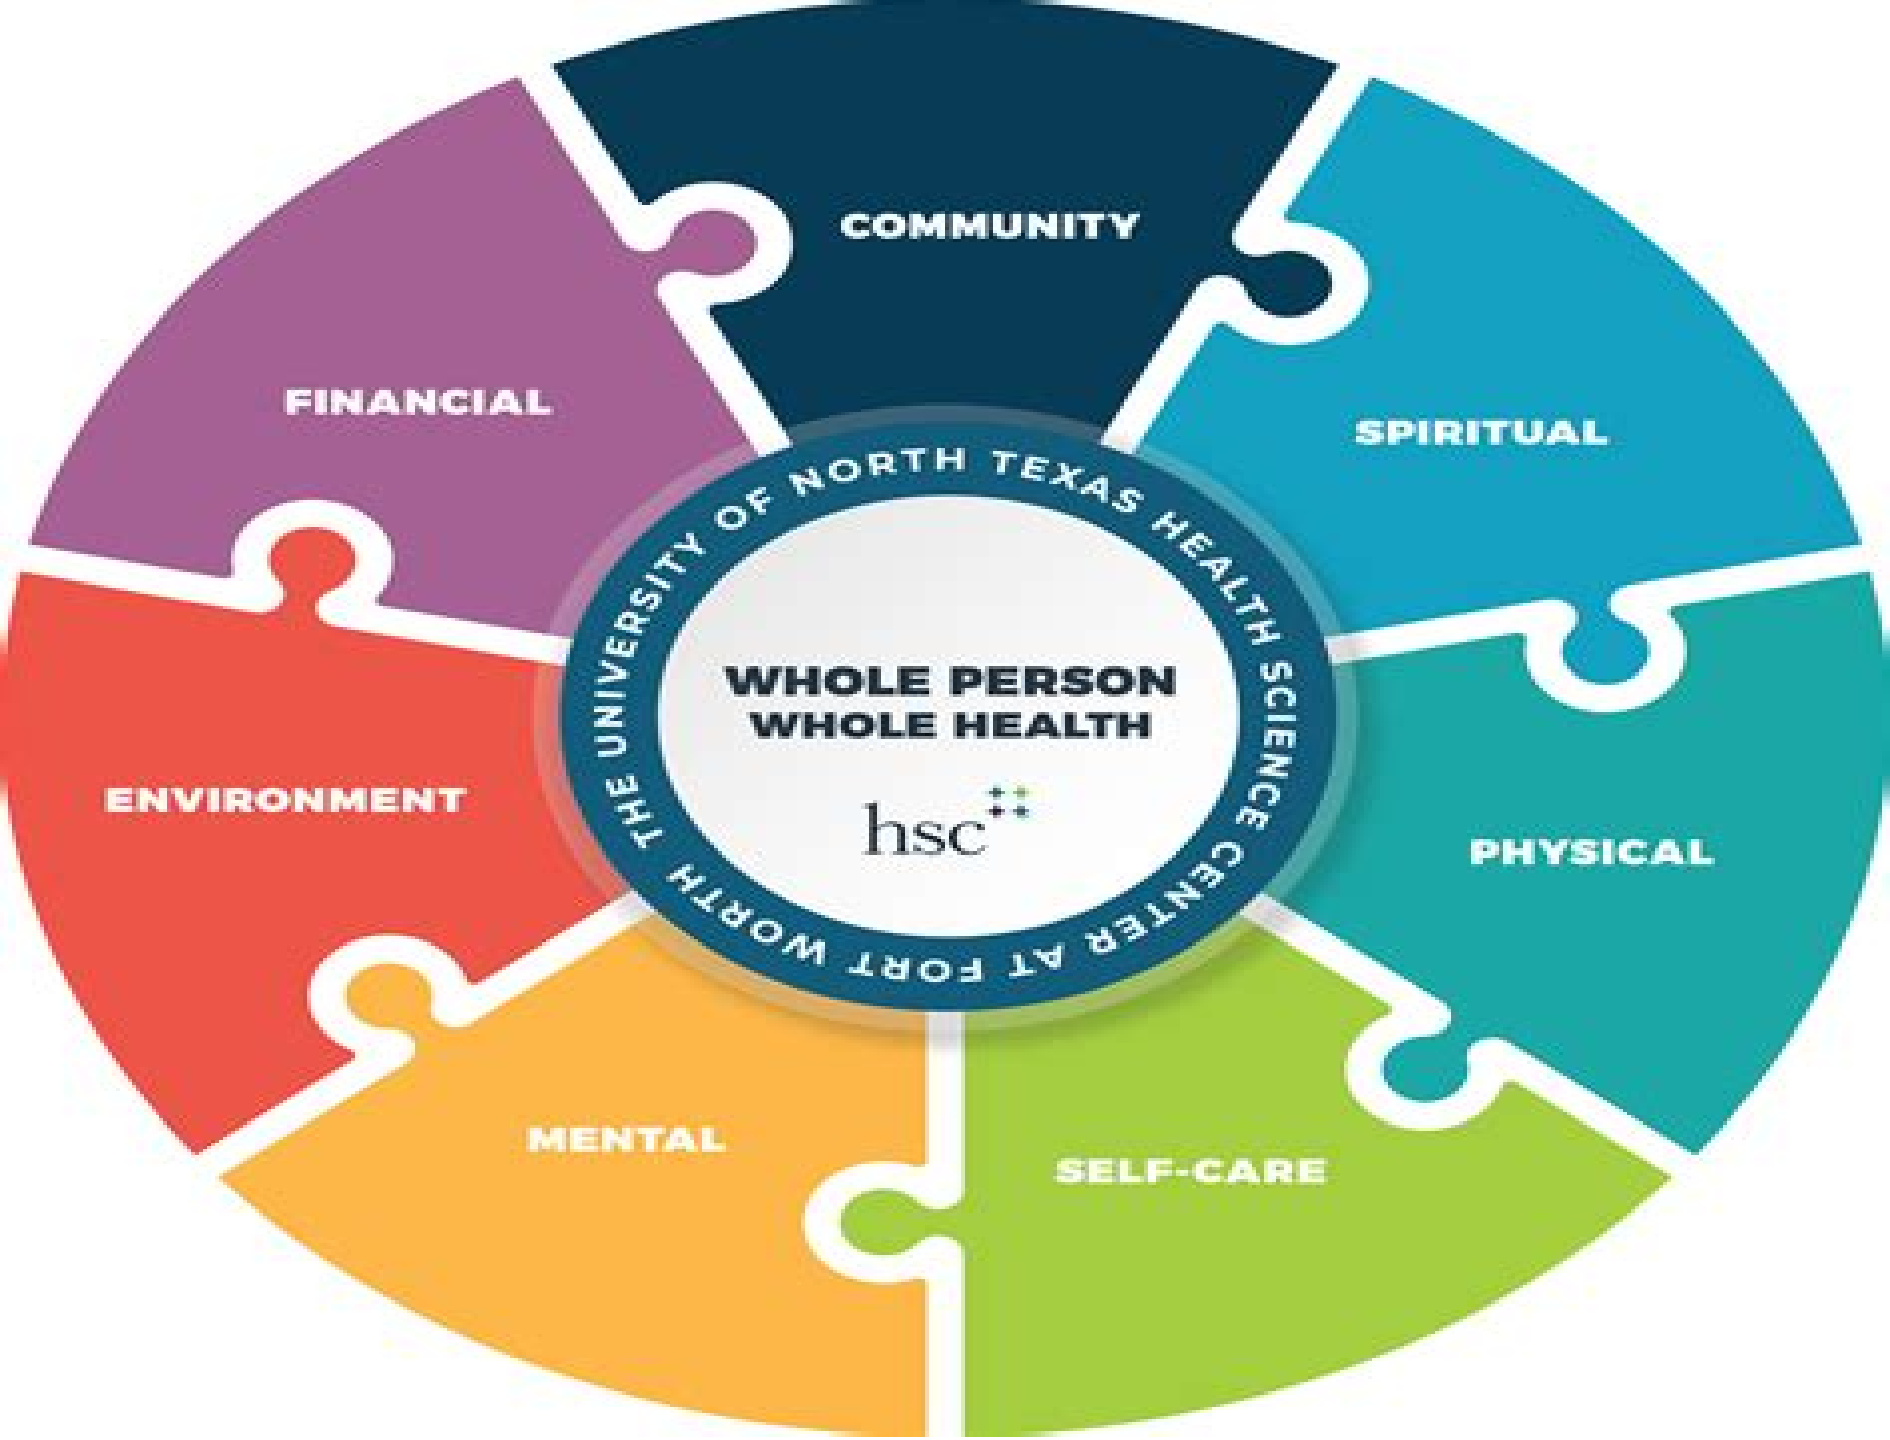 COMMUNITY
SPIRITUAL
PHYSICAL
SELF-CARE
MENTAL
ENVIRONMENT
FINANCIAL
THE UNIVERSITY OF NORTH TEXAS HEALTH SCIENCE CENTER AT FORT WORTH
WHOLE PERSON
WHOLE HEALTH
hsc